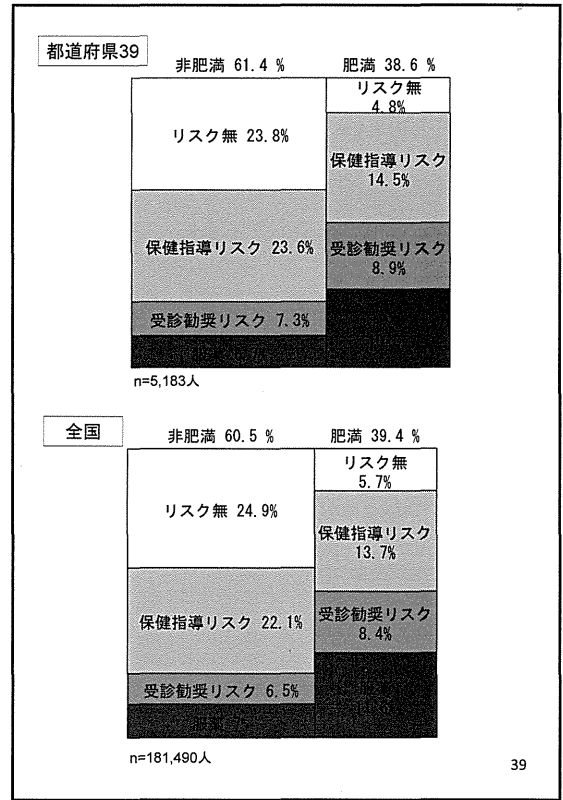 都道府県39
非肥満 61.4 %
肥満 38.6 %
リスク無 23.8%
保健指導リスク 23.6%
受診勧奨リスク 7.3%
リスク無
4.8%
保健指導リスク
14.5%
受診勧奨リスク
8.9%
n=5,183人
全国
非肥満 60.5 %
肥満 39.4 %
リスク無 24.9%
保健指導リスク 22.1%
受診勧奨リスク 6.5%
リスク無
5.7%
保健指導リスク
13.7%
受診勧奨リスク
8.4%
n=181,490人
39